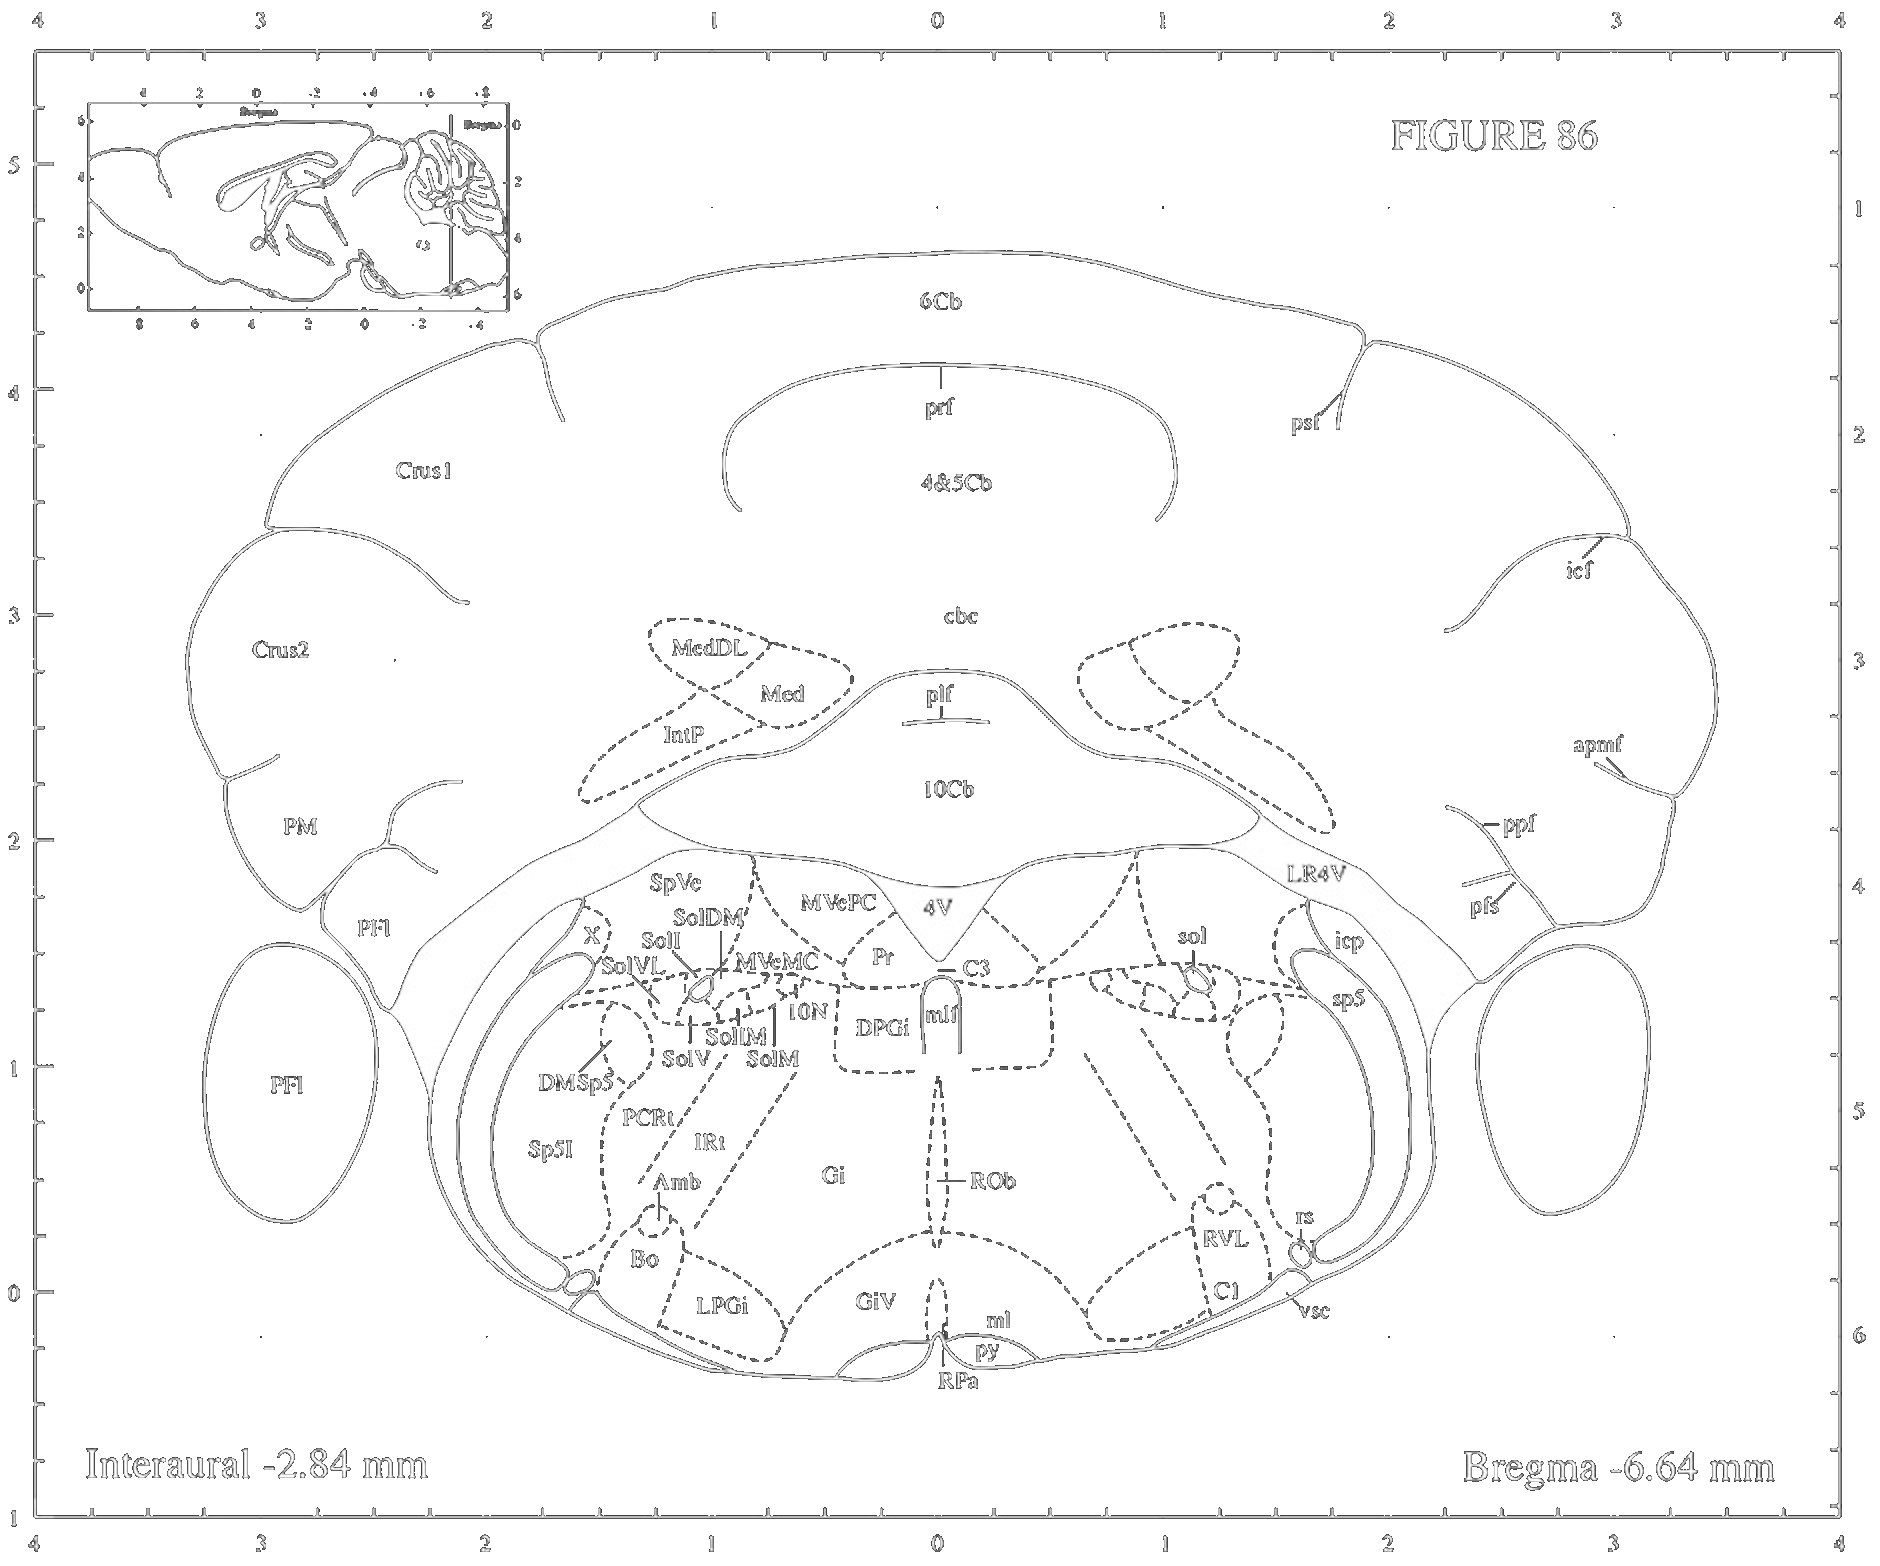 4 3 2 1 0 1 2 3 4
4 2 0 -2 -4 -6 -8
Bregma
6 Bregma 0
FIGURE 86
5
4 2
1
2 4
0 6
8 6 4 2 0 -2 -4
6Cb
4
prf
psf
2
Crus1
4&5Cb
icf
3
cbc
Crus2
MedDL
3
Med
plf
IntP
apmf
10Cb
PM
ppf
2
LR4V
SpVe
4
MVePC
4V
pfs
SolDM
PFl
X
SolI
sol
icp
Pr
SolVL
MVeMC
C3
sp5
10N
mlf
DPGi
SolIM
SolV
SolM
1
DMSp5
PFl
PCRt
5
IRt
Sp5I
Gi
Amb
ROb
rs
RVL
Bo
0
C1
GiV
LPGi
vsc
ml
6
py
RPa
Interaural -2.84 mm
Bregma -6.64 mm
1
4 3 2 1 0 1 2 3 4